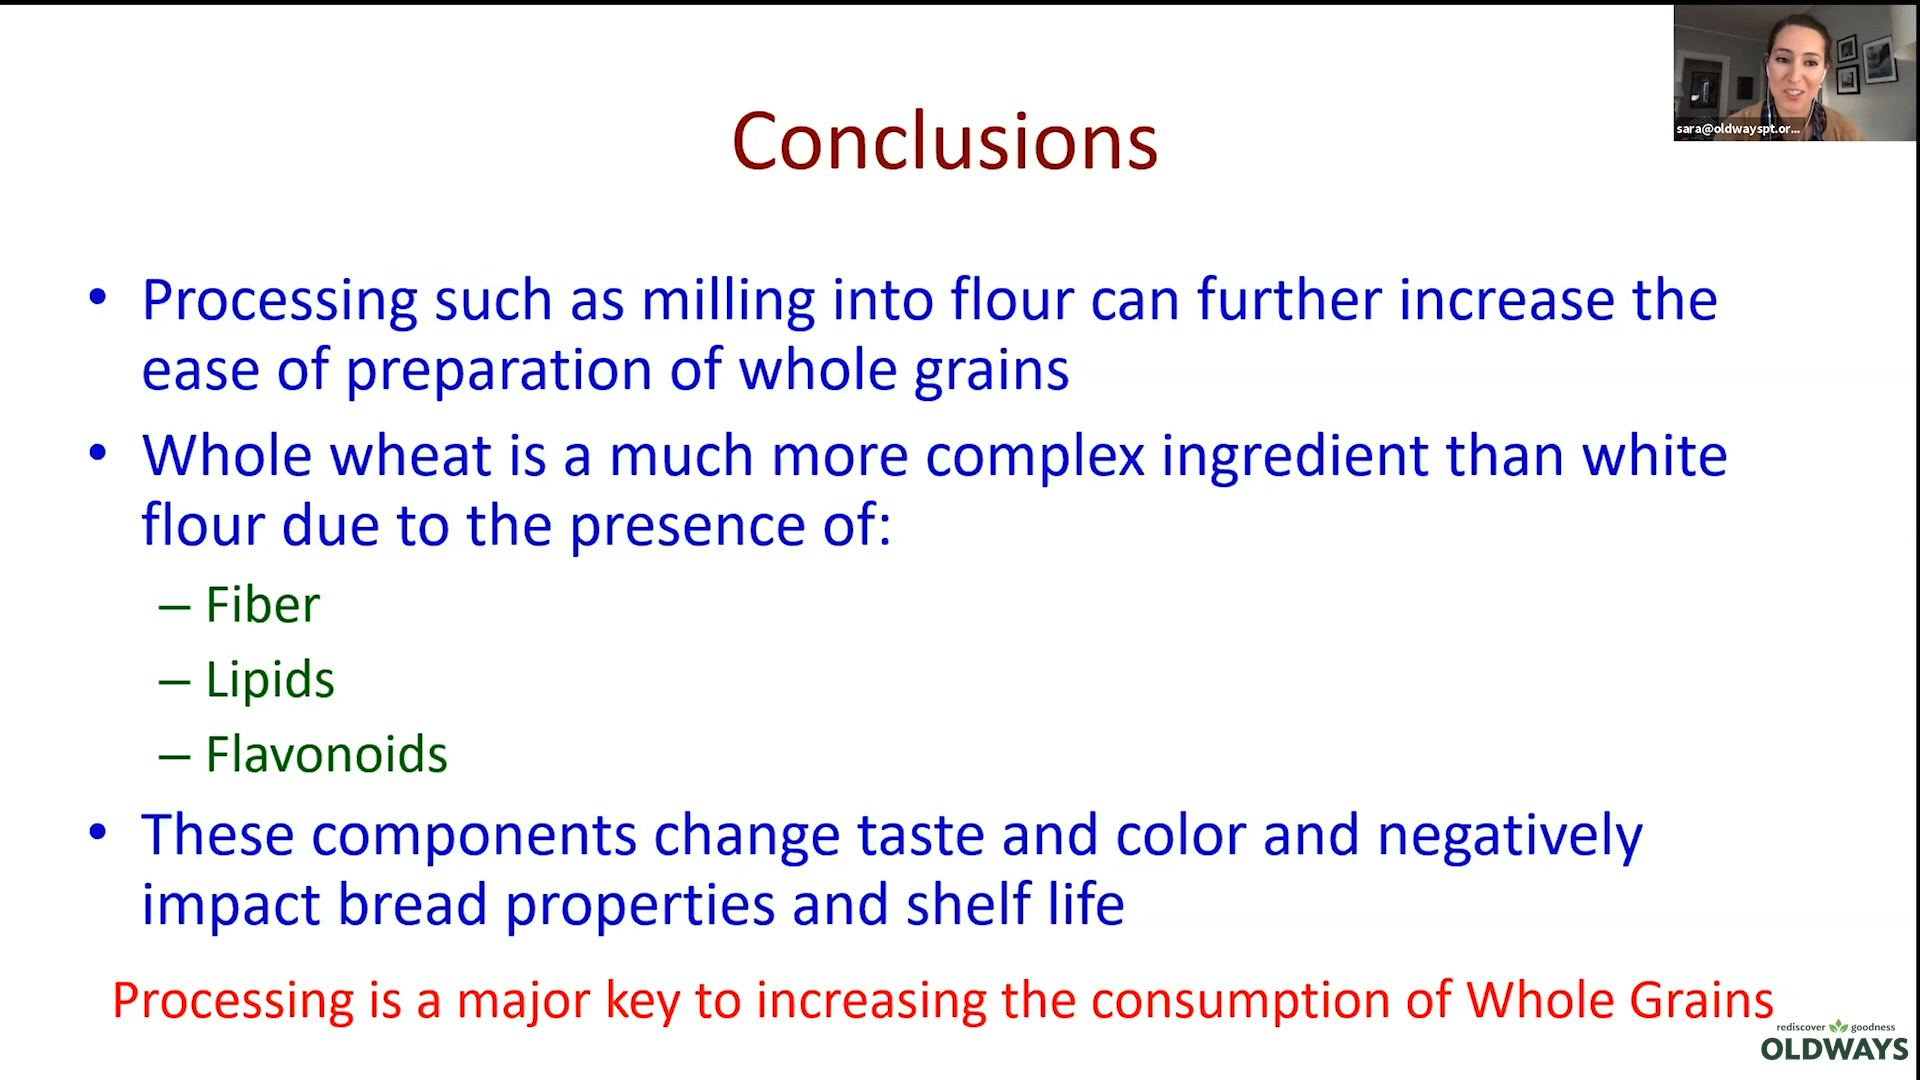 sara@oldwayspt.or...
Conclusions
• Processing such as milling into flour can further increase the
ease of preparation of whole grains
• Whole wheat is a much more complex ingredient than white
flour due to the presence of:
– Fiber
– Lipids
– Flavonoids
• These components change taste and color and negatively
impact bread properties and shelf life
Processing is a major key to increasing the consumption of Whole Grains
rediscover goodness
OLDWAYS